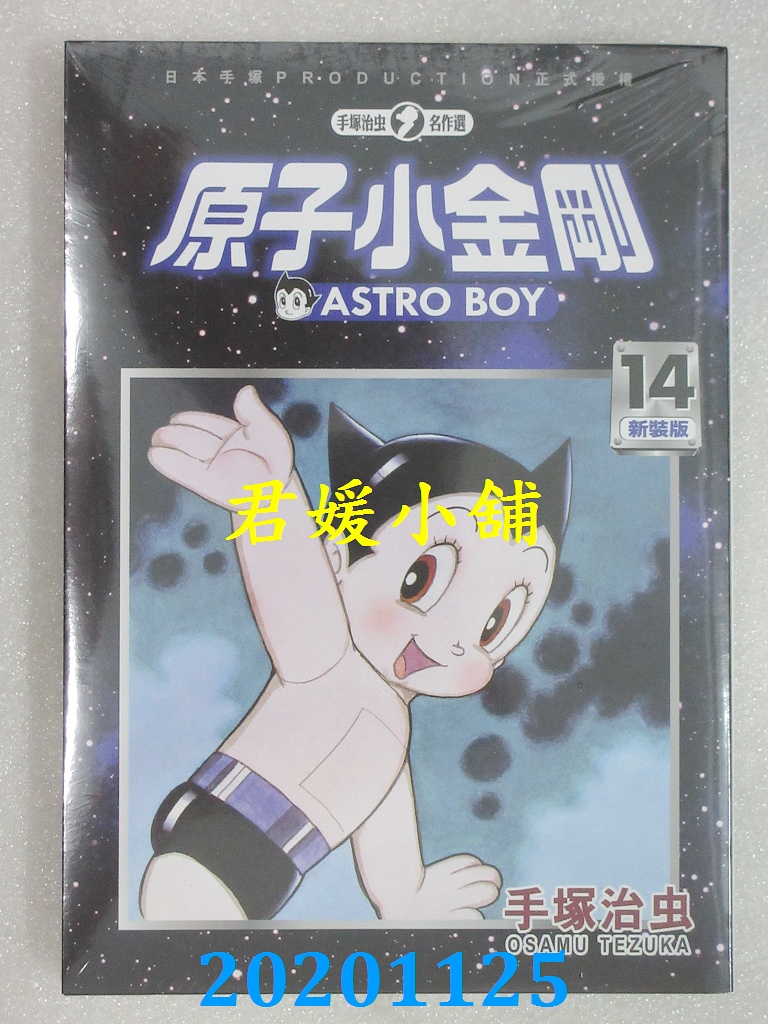 日本手塚PRODUCTION正式授權
手塚治虫 名作選
原子小金剛
ASTRO BOY
14
新裝版
君媛小舖
手塚治虫
OSAMU TEZUKA
20201125